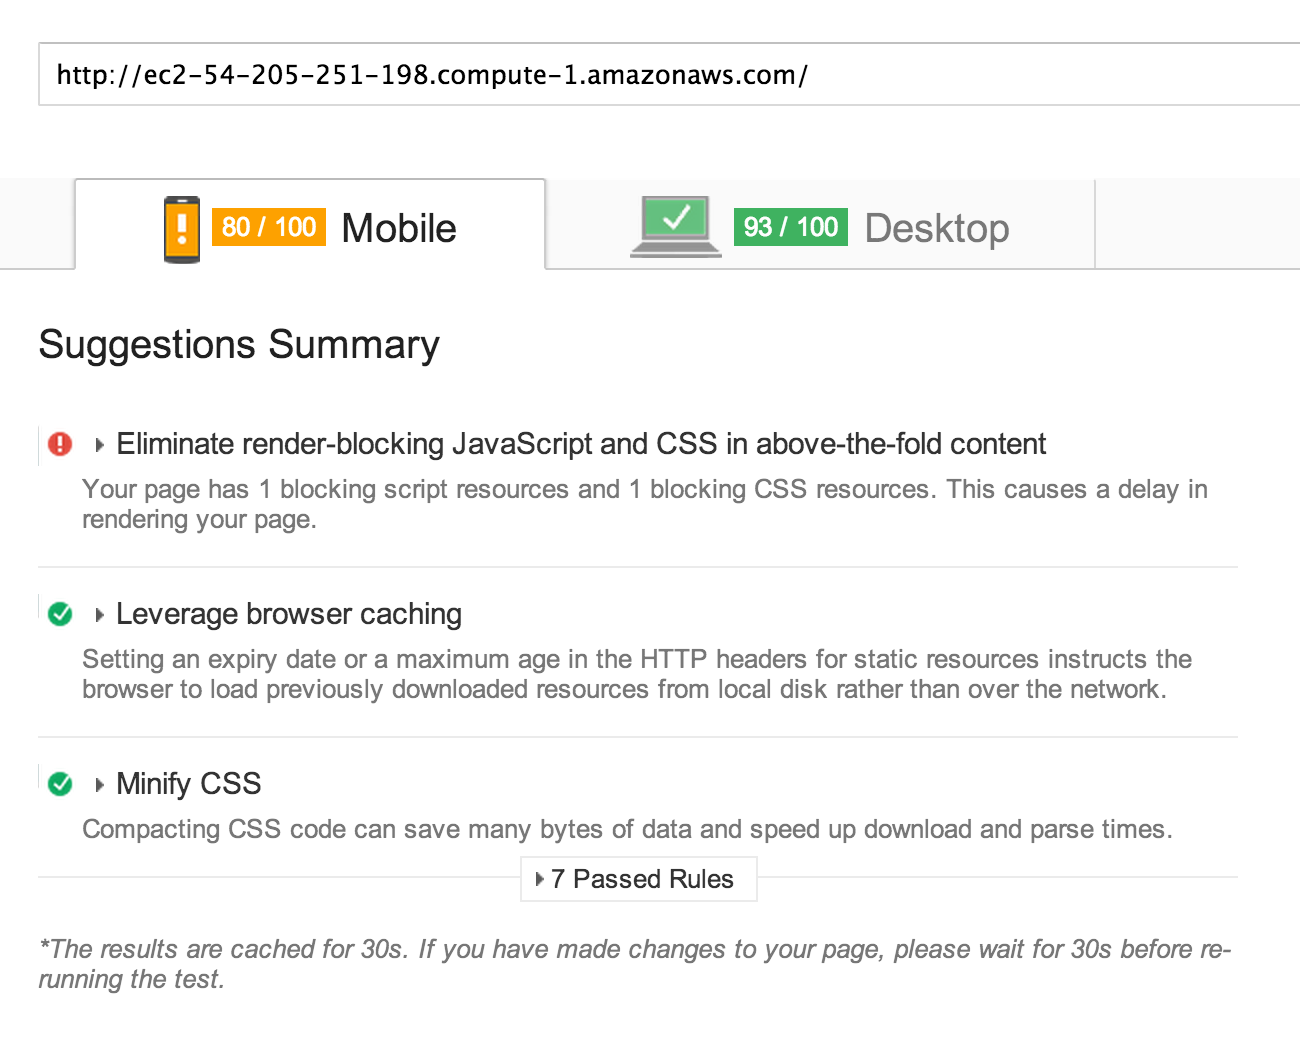 http://ec2-54-205-251-198.compute-1.amazonaws.com/
80 / 100 Mobile 93 / 100 Desktop
Suggestions Summary
Eliminate render-blocking JavaScript and CSS in above-the-fold content
Your page has 1 blocking script resources and 1 blocking CSS resources. This causes a delay in
rendering your page.
Leverage browser caching
Setting an expiry date or a maximum age in the HTTP headers for static resources instructs the
browser to load previously downloaded resources from local disk rather than over the network.
Minify CSS
Compacting CSS code can save many bytes of data and speed up download and parse times.
7 Passed Rules
*The results are cached for 30s. If you have made changes to your page, please wait for 30s before re-
running the test.